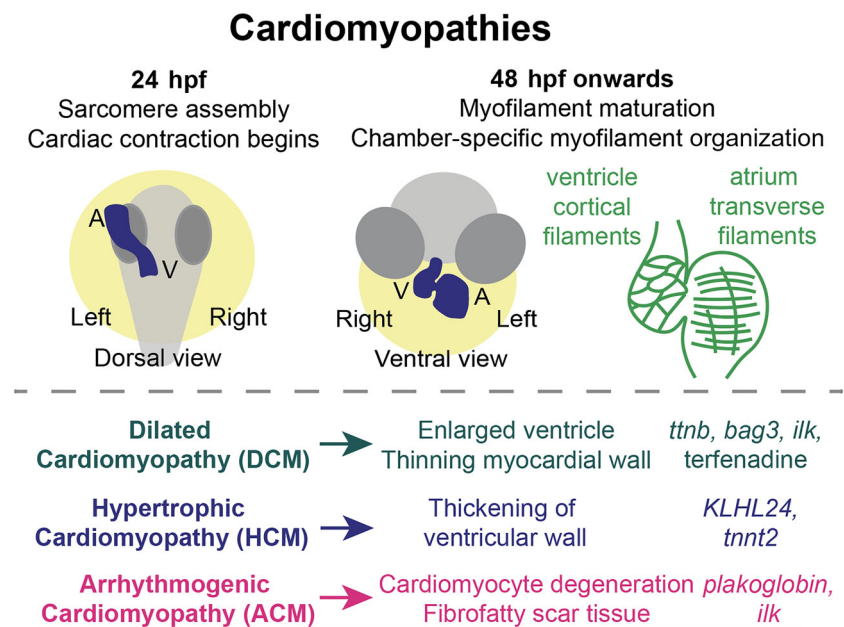 Cardiomyopathies
24 hpf
Sarcomere assembly
Cardiac contraction begins
A
V
Left
Right
Dorsal view
48 hpf onwards
Myofilament maturation
Chamber-specific myofilament organization
V
A
Right
Left
Ventral view
ventricle
cortical
filaments
atrium
transverse
filaments
Dilated
Cardiomyopathy (DCM)
Enlarged ventricle
Thinning myocardial wall
ttnb, bag3, ilk,
terfenadine
Hypertrophic
Cardiomyopathy (HCM)
Thickening of
ventricular wall
KLHL24,
tnnt2
Arrhythmogenic
Cardiomyopathy (ACM)
Cardiomyocyte degeneration
Fibrofatty scar tissue
plakoglobin,
ilk